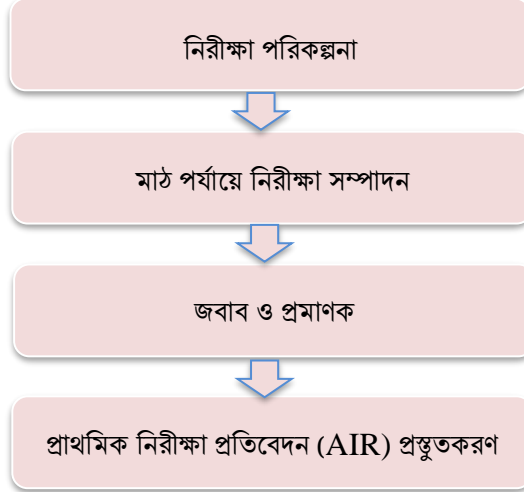 নিরীক্ষা পরিকল্পনা
মাঠ পর্যায়ে নিরীক্ষা সম্পাদন
জবাব ও প্রমাণক
প্রাথমিক নিরীক্ষা প্রতিবেদন (AIR) প্রস্তুতকরণ